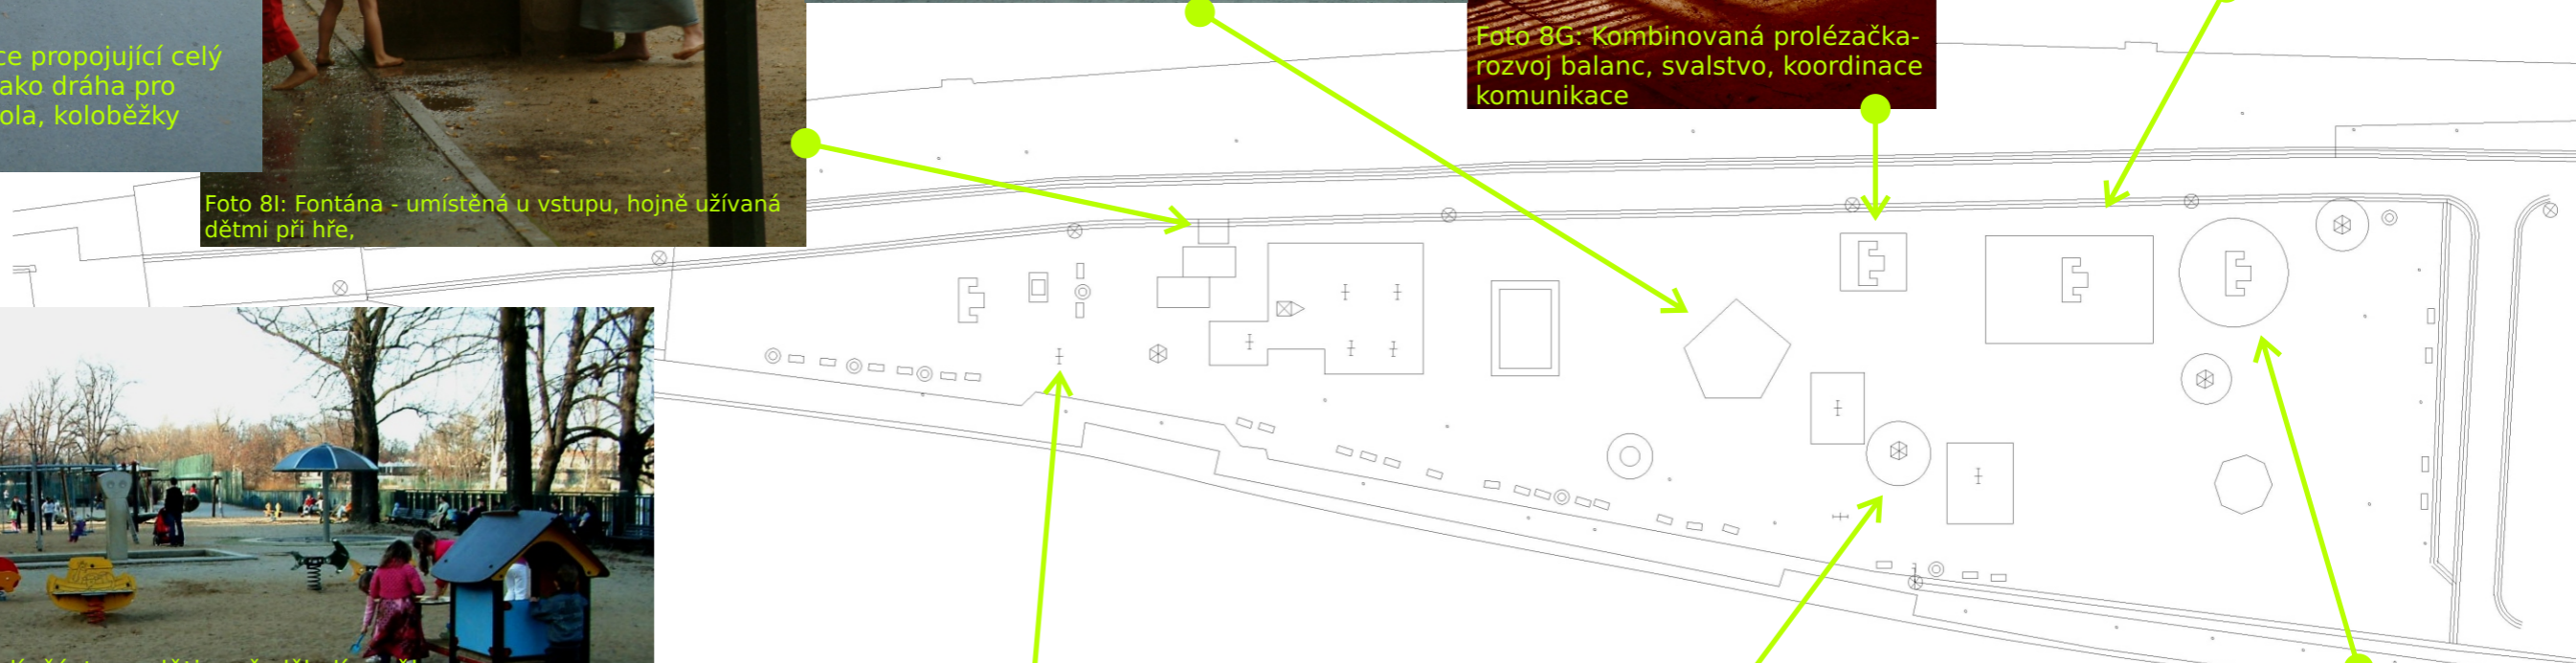 ce propojující celý
ako dráha pro
ola, koloběžky
Foto 8G: Kombinovaná prolézačka-
rozvoj balanc, svalstvo, koordinace
komunikace
Foto 8I: Fontána - umístěná u vstupu, hojně užívaná
dětmi při hře,